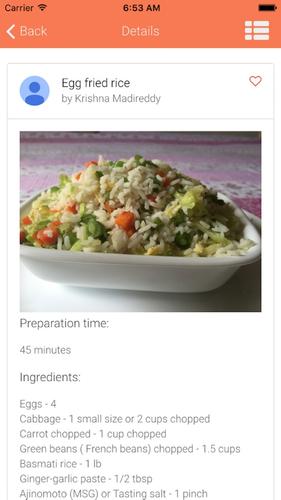 Carrier 6:53 AM
Back Details
Egg fried rice
by Krishna Madireddy
Preparation time:
45 minutes
Ingredients:
Eggs - 4
Cabbage - 1 small size or 2 cups chopped
Carrot chopped - 1 cup chopped
Green beans ( French beans) chopped - 1.5 cups
Basmati rice - 1 lb
Ginger-garlic paste - 1/2 tbsp
Ajinomoto (MSG) or Tasting salt - 1 pinch